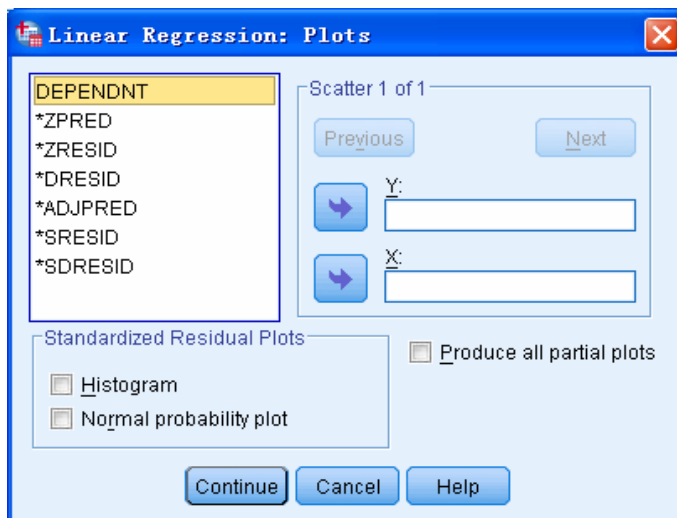 Linear Regression: Plots
DEPENDNT
*ZPRED
*ZRESID
*DRESID
*ADJPRED
*SRESID
*SDRESID
Scatter 1 of 1
Previous
Next
Y:
X:
Standardized Residual Plots
Histogram
Normal probability plot
Produce all partial plots
Continue
Cancel
Help